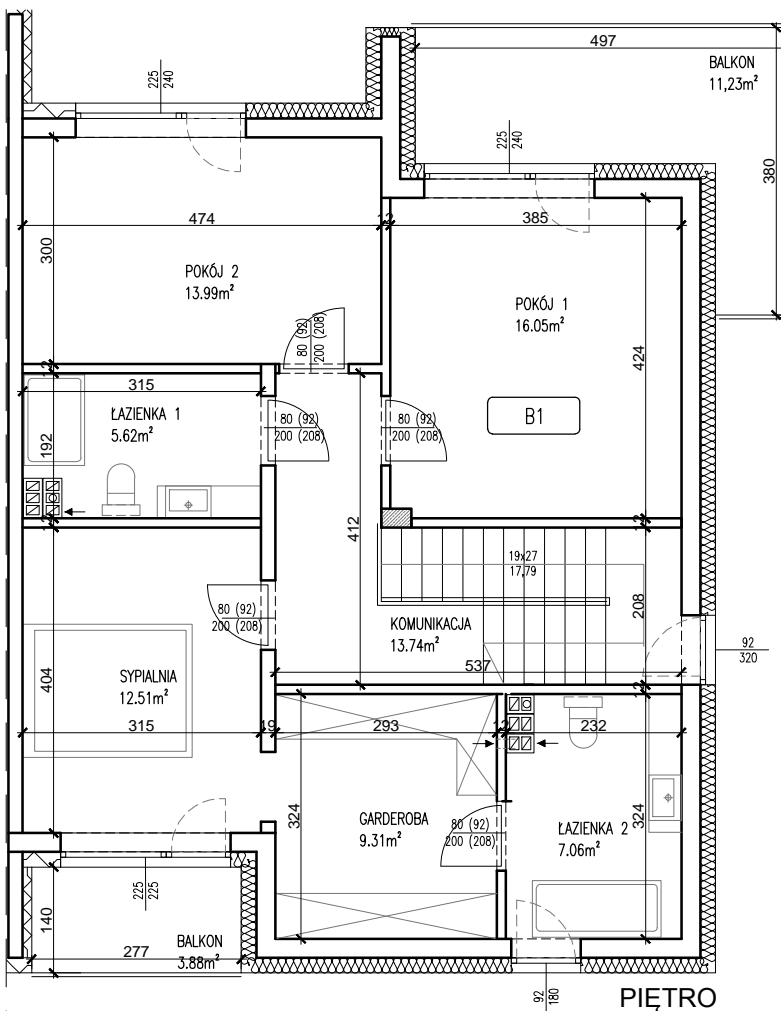 497
BALKON
11,23m²
225
240
225
240
380
474
12
385
300
POKÓJ 2
13.99m²
POKÓJ 1
16.05m²
80 (92)
200 (208)
424
12
315
ŁAZIENKA 1
5.62m²
80 (92)
200 (208)
80 (92)
200 (208)
B1
192
12
412
12
19x27
17,79
208
80 (92)
200 (208)
KOMUNIKACJA
13.74m²
92
320
537
404
SYPIALNIA
12.51m²
12
315
19
293
12
232
324
GARDEROBA
9.31m²
80 (92)
200 (208)
ŁAZIENKA 2
7.06m²
324
225
225
140
277
BALKON
3.88m²
92
180
PIĘTRO